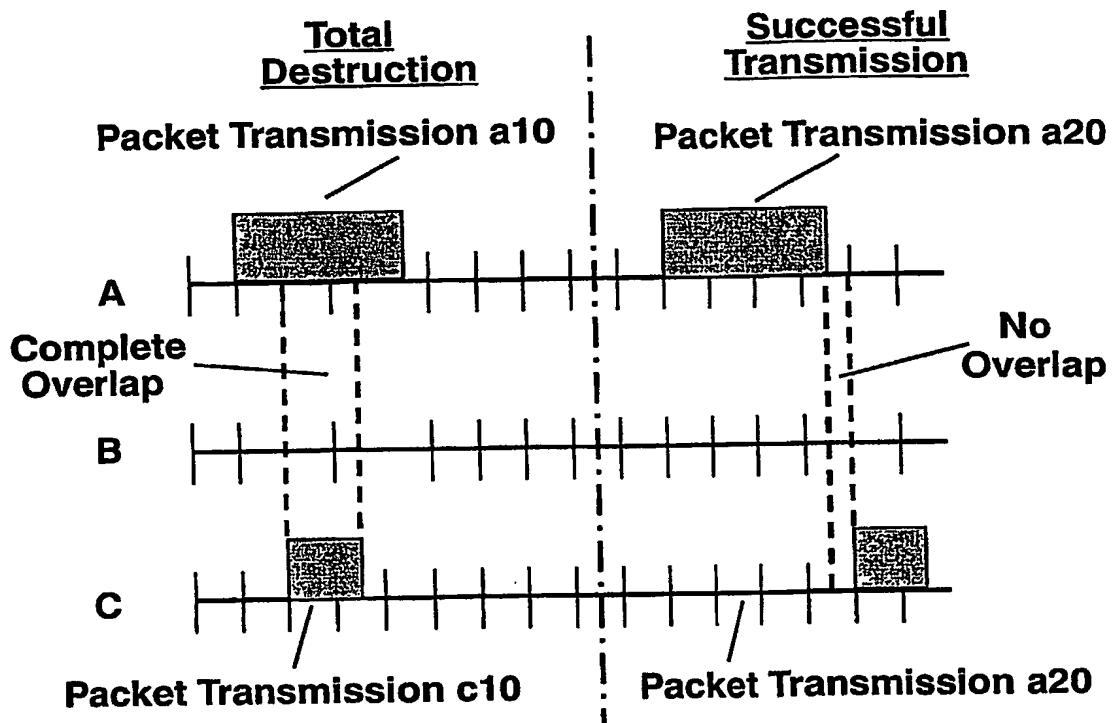 Total
Destruction
Successful
Transmission
Packet Transmission a10
Packet Transmission a20
A
Complete
Overlap
No
Overlap
B
C
Packet Transmission c10
Packet Transmission a20